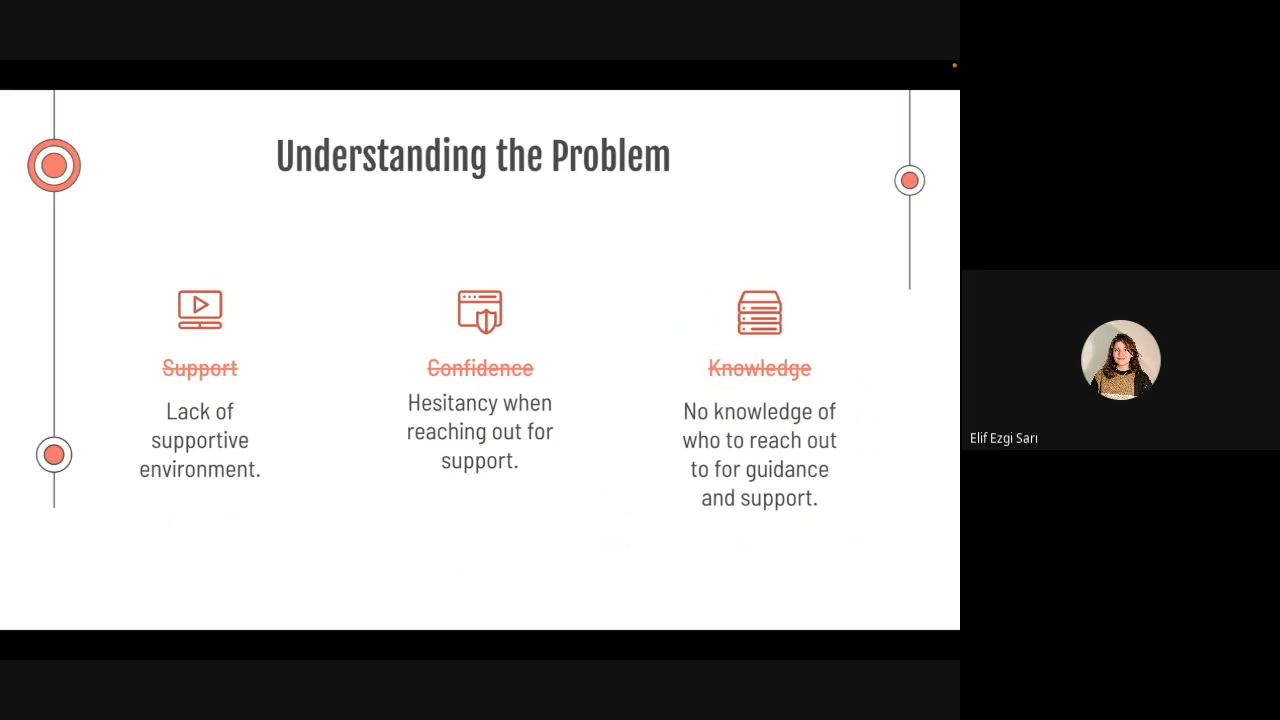 Understanding the Problem
Support
Lack of
supportive
environment.
Confidence
Hesitancy when
reaching out for
support.
Knowledge
No knowledge of
who to reach out
to for guidance
and support.
Elif Ezgi Sarı